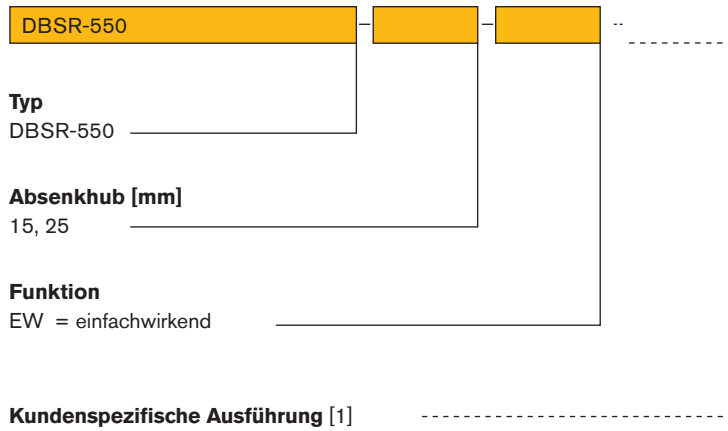 DBSR-550 – –
Typ
DBSR-550
Absenkhub [mm]
15, 25
Funktion
EW = einfachwirkend
Kundenspezifische Ausführung [1]